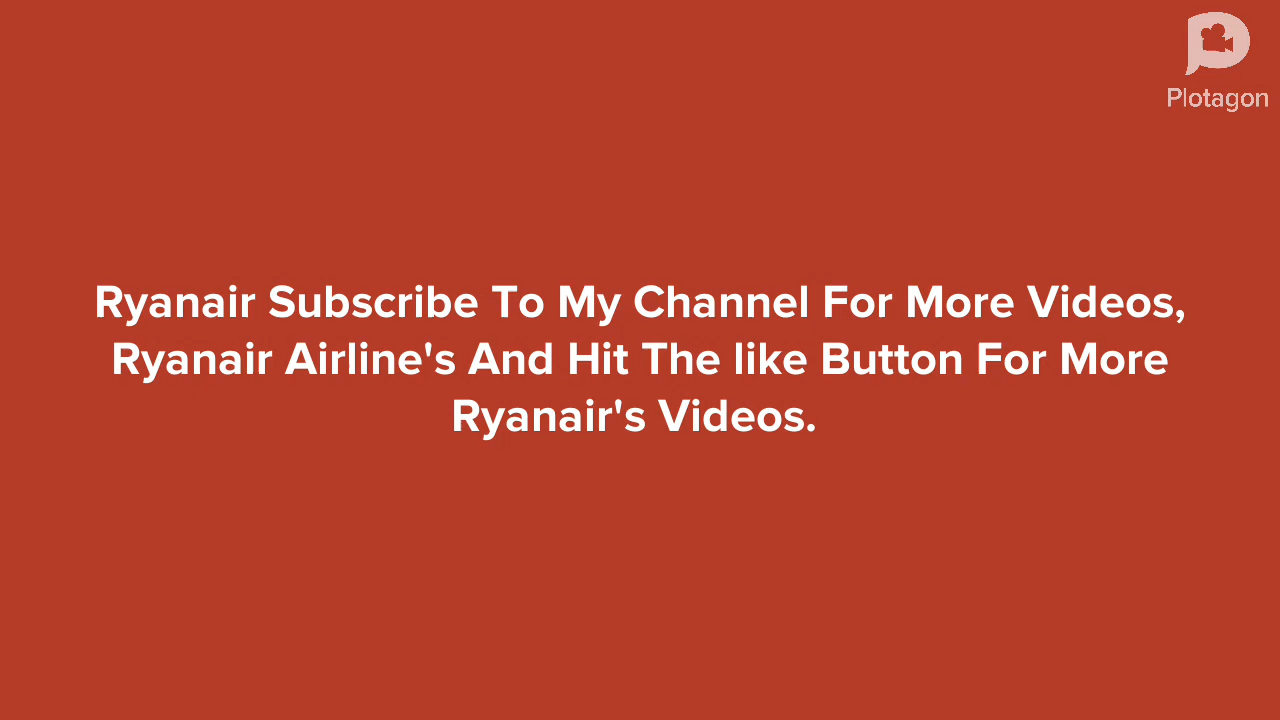 Plotagon
Ryanair Subscribe To My Channel For More Videos,
Ryanair Airline's And Hit The like Button For More
Ryanair's Videos.